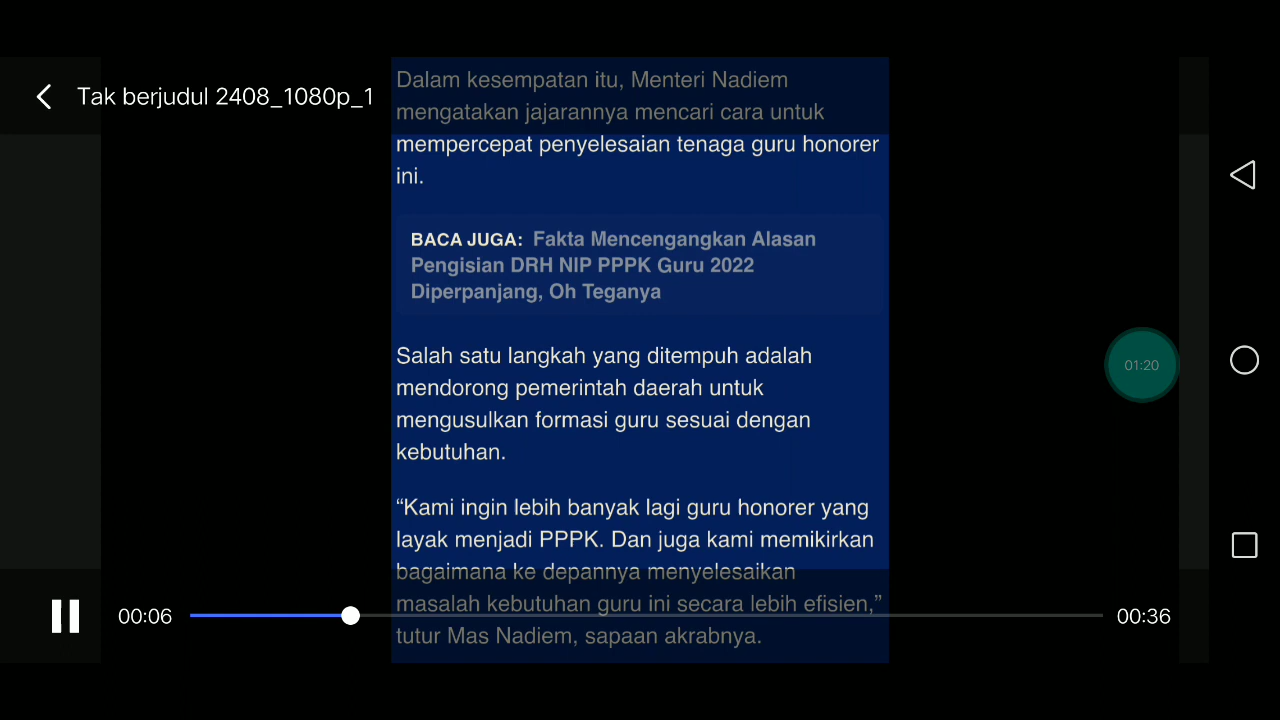 Tak berjudul 2408_1080p_1
Dalam kesempatan itu, Menteri Nadiem
mengatakan jajarannya mencari cara untuk
mempercepat penyelesaian tenaga guru honorer
ini.
BACA JUGA: Fakta Mencengangkan Alasan
Pengisian DRH NIP PPPK Guru 2022
Diperpanjang, Oh Teganya
Salah satu langkah yang ditempuh adalah
mendorong pemerintah daerah untuk
mengusulkan formasi guru sesuai dengan
kebutuhan.
“Kami ingin lebih banyak lagi guru honorer yang
layak menjadi PPPK. Dan juga kami memikirkan
bagaimana ke depannya menyelesaikan
masalah kebutuhan guru ini secara lebih efisien,”
tutur Mas Nadiem, sapaan akrabnya.
01:20
00:06
00:36